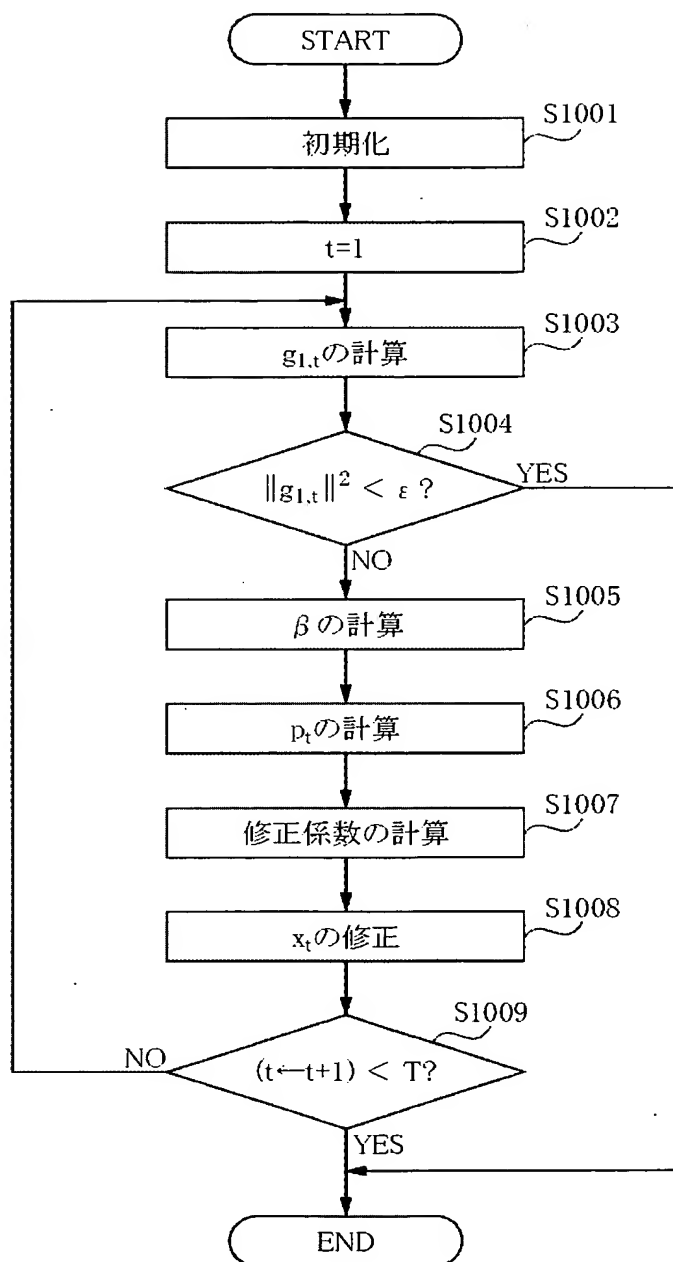 START
S1001
初期化
S1002
t=1
S1003
g1,tの計算
S1004
||g1,t||² < ε ?
YES
NO
S1005
βの計算
S1006
ptの計算
S1007
修正係数の計算
S1008
xtの修正
S1009
NO
(t←t+1) < T?
YES
END